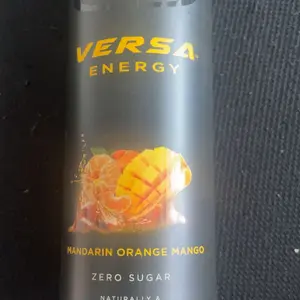 VERSA
ENERGY
MANDARIN ORANGE MANGO
ZERO SUGAR
NATURALLY &